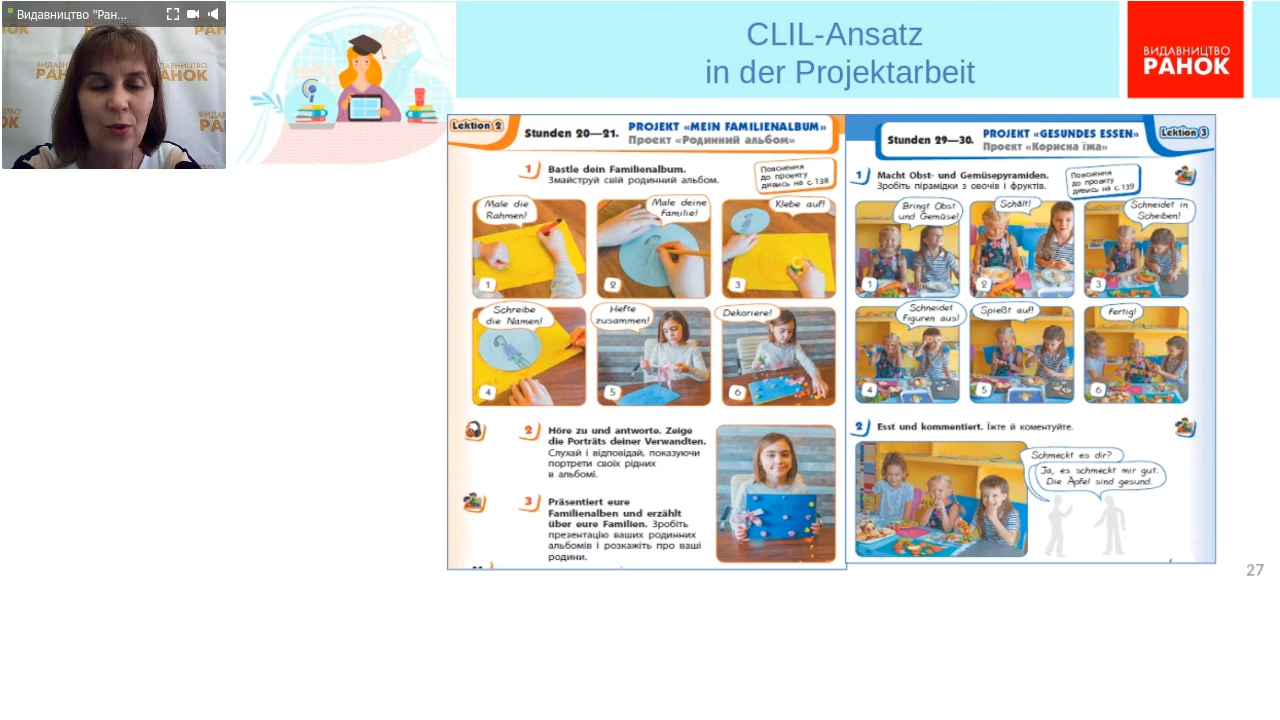 Видавництво "Ран...
CLIL-Ansatz
in der Projektarbeit
ВИДАВНИЦТВО
РАНОК
Lektion 2
Stunden 20—21.
PROJEKT «MEIN FAMILIENALBUM»
Проєкт «Родинний альбом»
1 Bastle dein Familienalbum.
Змайструй свій родинний альбом.
Пояснення
до проєкту
дивись на с. 138
Male die
Rahmen!
1
Male deine
Familie!
2
Klebe auf!
3
Schreibe
die Namen!
4
Hefte
zusammen!
5
Dekoriere!
6
2 Höre zu und antworte. Zeige
die Porträts deiner Verwandten.
Слухай і відповідай, показуючи
портрети своїх рідних
в альбомі.
3 Präsentiert eure
Familienalben und erzählt
über eure Familien. Зробіть
презентацію ваших родинних
альбомів і розкажіть про ваші
родини.
Stunden 29—30.
PROJEKT «GESUNDES ESSEN»
Проєкт «Корисна їжа»
Lektion 3
1 Macht Obst- und Gemüsepyramiden.
Зробіть пірамідки з овочів і фруктів.
Пояснення
до проєкту
дивись на с. 139
Bringt Obst
und Gemüse!
1
Schält!
2
Schneidet in
Scheiben!
3
Schneidet
Figuren aus!
4
Spießt auf!
5
Fertig!
6
2 Esst und kommentiert. Їжте й коментуйте.
Schmeckt es dir?
Ja, es schmeckt mir gut.
Die Äpfel sind gesund.
27